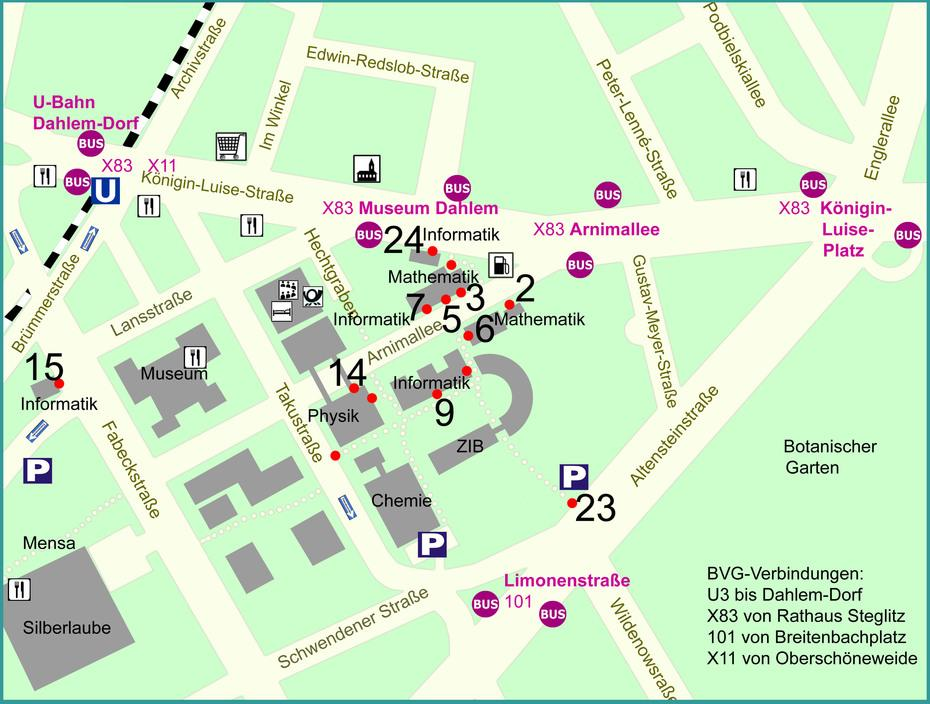 Archivstraße
Edwin-Redslob-Straße
Podbielskiallee
Peter-Lenné-Straße
Englerallee
Im Winkel
U-Bahn
Dahlem-Dorf
BUS
X83 X11
BUS
U
Königin-Luise-Straße
BUS
X83 Museum Dahlem
BUS
BUS
X83 Arnimallee
BUS
BUS
X83 Königin-
Luise-
Platz
BUS
24
Informatik
Mathematik
Hechtgraben
Gustav-Meyer-Straße
Brümmerstraße
Lansstraße
7
5
3
2
6
Informatik
Mathematik
Arnimallee
15
Informatik
Museum
14
Physik
Informatik
9
Takustraße
Fabeckstraße
Altensteinstraße
ZIB
Botanischer
Garten
P
P
23
Chemie
P
Mensa
Silberlaube
Schwendener Straße
Limonenstraße
101
BUS
BUS
Wildenowsraße
BVG-Verbindungen:
U3 bis Dahlem-Dorf
X83 von Rathaus Steglitz
101 von Breitenbachplatz
X11 von Oberschöneweide